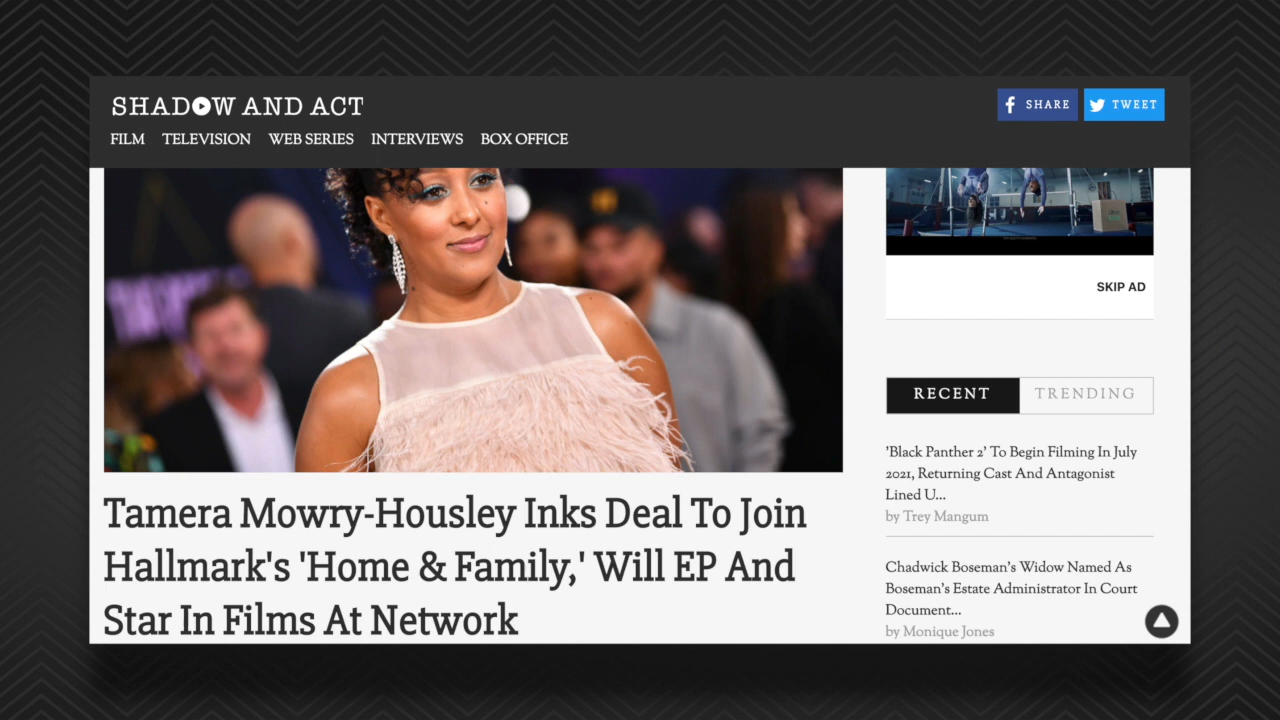 SHADOW AND ACT
FILM TELEVISION WEB SERIES INTERVIEWS BOX OFFICE
SHARE TWEET
Tamera Mowry-Housley Inks Deal To Join
Hallmark's 'Home & Family,' Will EP And
Star In Films At Network
SKIP AD
RECENT TRENDING
'Black Panther 2' To Begin Filming In July
2021, Returning Cast And Antagonist
Lined U...
by Trey Mangum
Chadwick Boseman's Widow Named As
Boseman's Estate Administrator In Court
Document...
by Monique Jones